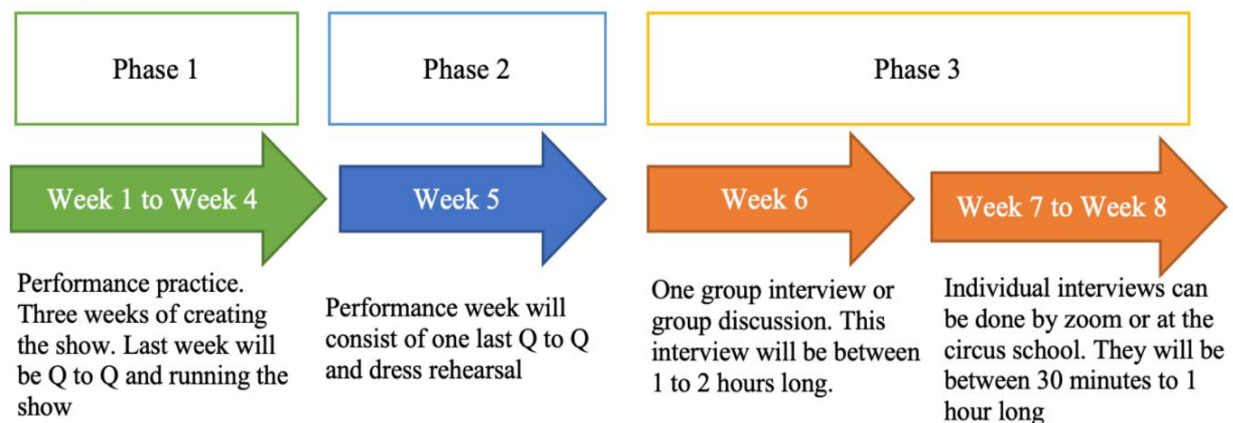 Phase 1
Phase 2
Phase 3
Week 1 to Week 4
Week 5
Week 6
Week 7 to Week 8
Performance practice.
Three weeks of creating
the show. Last week will
be Q to Q and running the
show
Performance week will
consist of one last Q to Q
and dress rehearsal
One group interview or
group discussion. This
interview will be between
1 to 2 hours long.
Individual interviews can
be done by zoom or at the
circus school. They will be
between 30 minutes to 1
hour long